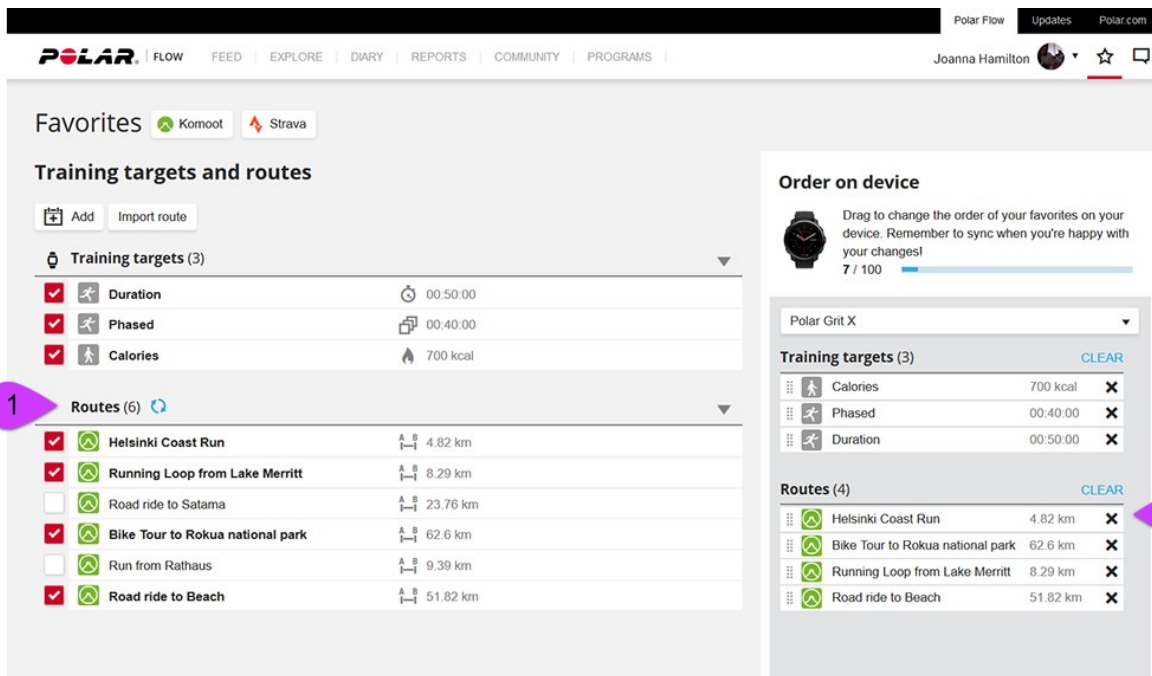 Polar Flow Updates Polar.com
POLAR. FLOW FEED EXPLORE DIARY REPORTS COMMUNITY PROGRAMS Joanna Hamilton
Favorites Komoot Strava
Training targets and routes
Add Import route
Training targets (3)
Duration 00:50:00
Phased 00:40:00
Calories 700 kcal
1
Routes (6)
Helsinki Coast Run A B 4.82 km
Running Loop from Lake Merritt A B 8.29 km
Road ride to Satama A B 23.76 km
Bike Tour to Rokua national park A B 62.6 km
Run from Rathaus A B 9.39 km
Road ride to Beach A B 51.82 km
Order on device
Drag to change the order of your favorites on your
device. Remember to sync when you're happy with
your changes!
7 / 100
Polar Grit X
Training targets (3) CLEAR
Calories 700 kcal
Phased 00:40:00
Duration 00:50:00
Routes (4) CLEAR
Helsinki Coast Run 4.82 km
Bike Tour to Rokua national park 62.6 km
Running Loop from Lake Merritt 8.29 km
Road ride to Beach 51.82 km